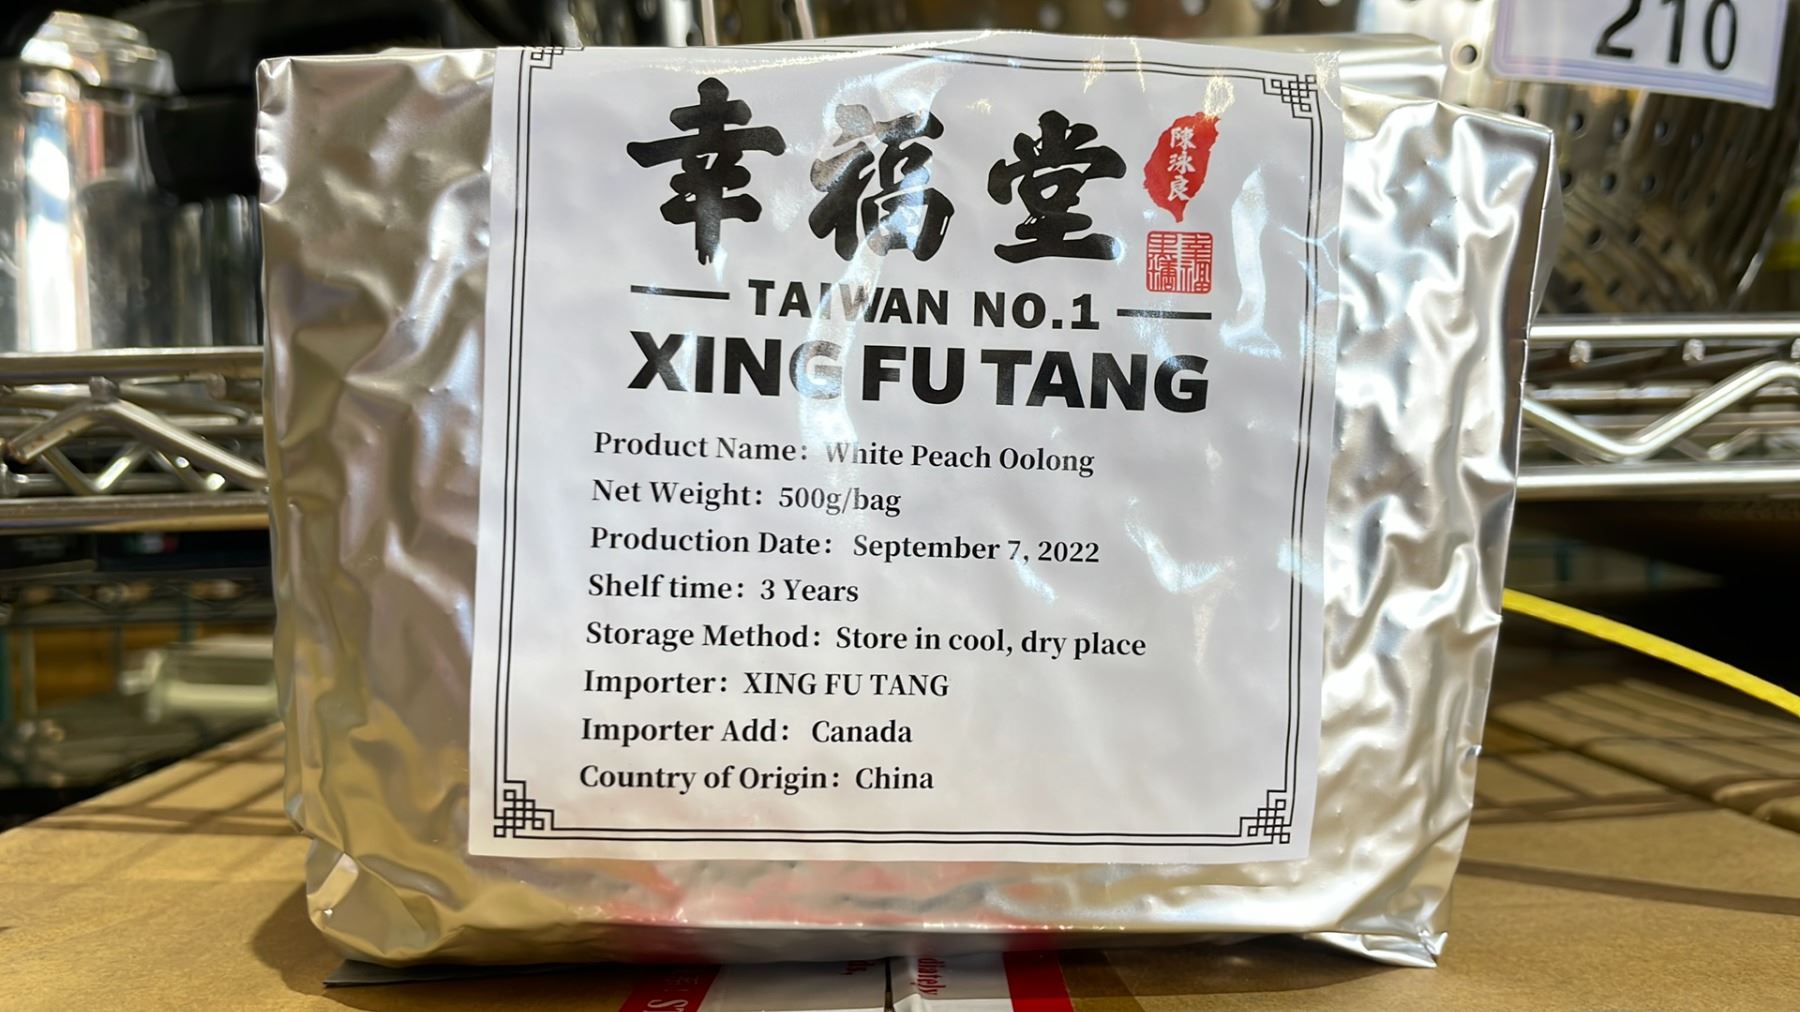 210
幸福堂
陳泳良
TAIWAN NO.1
XING FU TANG
Product Name: White Peach Oolong
Net Weight: 500g/bag
Production Date: September 7, 2022
Shelf time: 3 Years
Storage Method: Store in cool, dry place
Importer: XING FU TANG
Importer Add: Canada
Country of Origin: China